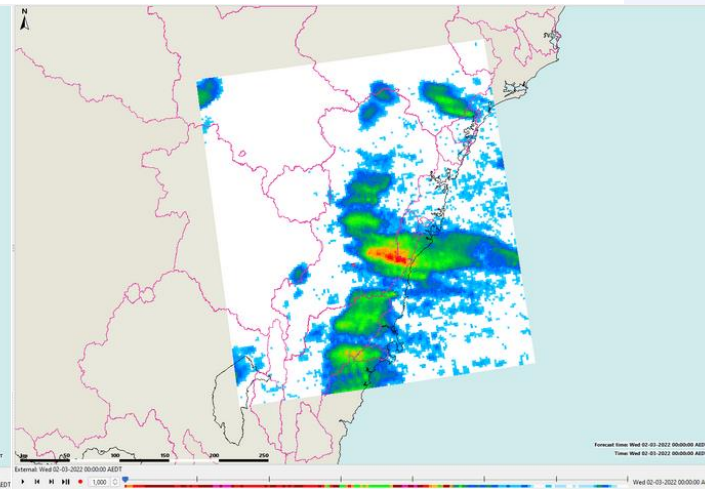 N
Forecast time: Wed 02-03-2022 00:00:00 AEDT
Time: Wed 02-03-2022 00:00:00 AEDT
50 100 150 200 250
External: Wed 02-03-2022 00:00:00 AEDT
AEDT 1,000 Wed 02-03-2022 00:00:00 A